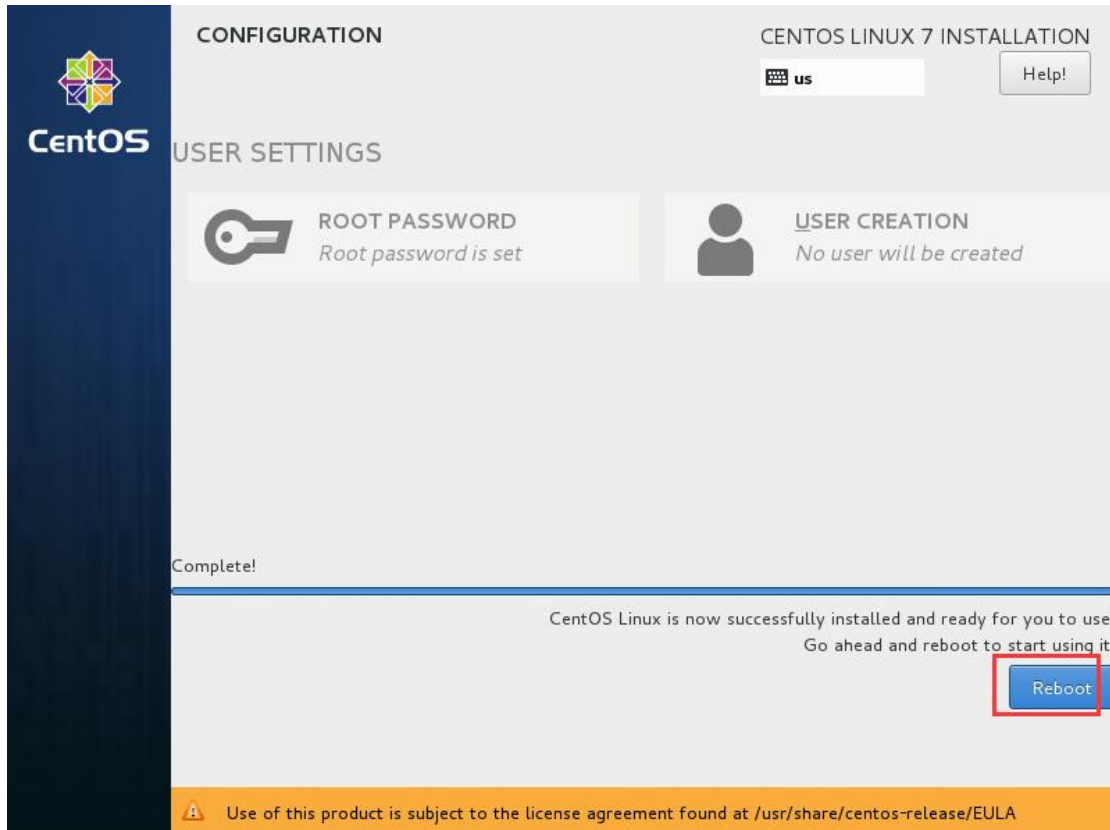 CONFIGURATION
CENTOS LINUX 7 INSTALLATION
us
Help!
CentOS
USER SETTINGS
ROOT PASSWORD
Root password is set
USER CREATION
No user will be created
Complete!
CentOS Linux is now successfully installed and ready for you to use
Go ahead and reboot to start using it
Reboot
Use of this product is subject to the license agreement found at /usr/share/centos-release/EULA